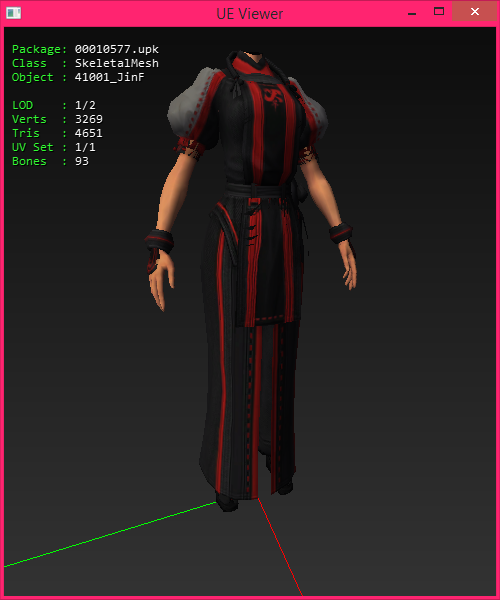 UE Viewer
Package: 00010577.upk
Class : SkeletalMesh
Object : 41001_JinF
LOD : 1/2
Verts : 3269
Tris : 4651
UV Set : 1/1
Bones : 93